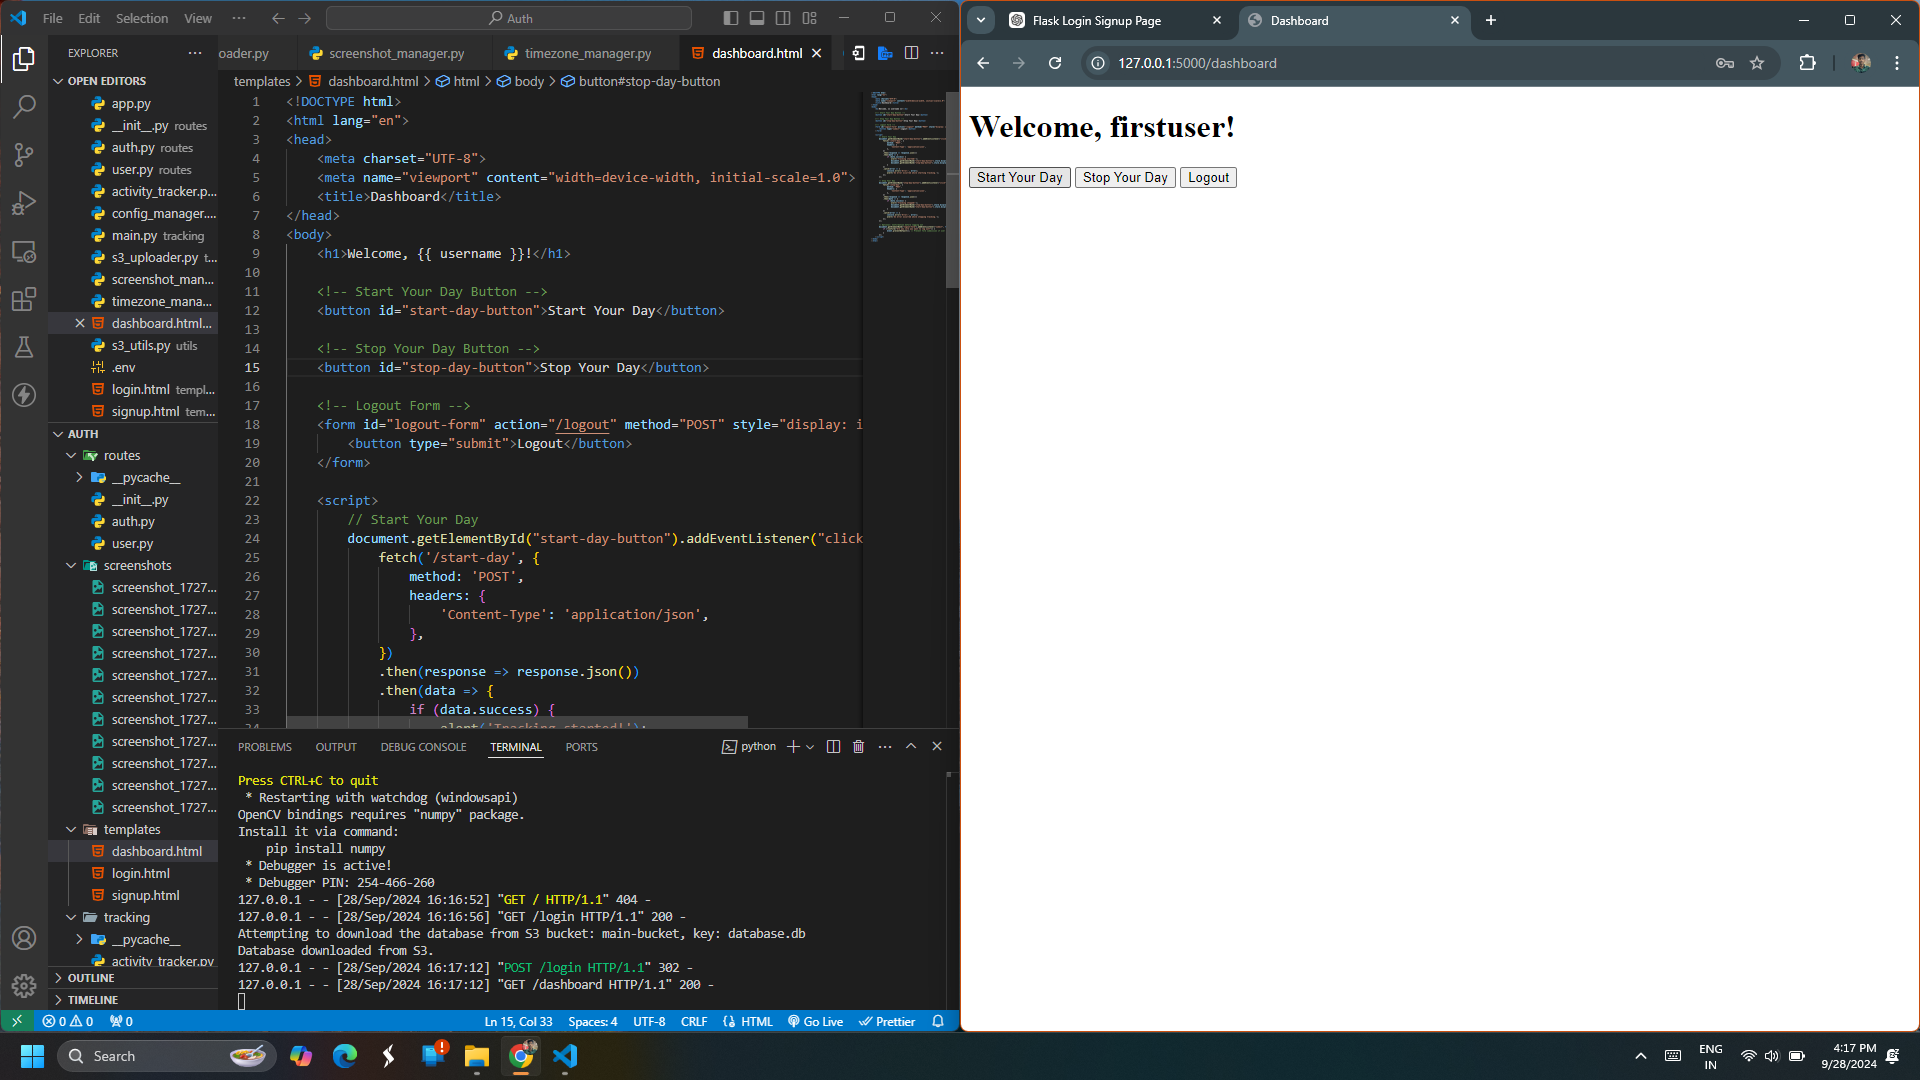 File Edit Selection View ··· Auth
EXPLORER ···
OPEN EDITORS
app.py
__init__.py routes
auth.py routes
user.py routes
activity_tracker.p...
config_manager....
main.py tracking
s3_uploader.py t...
screenshot_man...
timezone_mana...
dashboard.html...
s3_utils.py utils
.env
login.html templ...
signup.html tem...
AUTH
routes
__pycache__
__init__.py
auth.py
user.py
screenshots
screenshot_1727...
screenshot_1727...
screenshot_1727...
screenshot_1727...
screenshot_1727...
screenshot_1727...
screenshot_1727...
screenshot_1727...
screenshot_1727...
screenshot_1727...
screenshot_1727...
templates
dashboard.html
login.html
signup.html
tracking
__pycache__
activity_tracker.py
OUTLINE
TIMELINE
oader.py screenshot_manager.py timezone_manager.py dashboard.html
templates > dashboard.html > html > body > button#stop-day-button
1 <!DOCTYPE html>
2 <html lang="en">
3 <head>
4 <meta charset="UTF-8">
5 <meta name="viewport" content="width=device-width, initial-scale=1.0">
6 <title>Dashboard</title>
7 </head>
8 <body>
9 <h1>Welcome, {{ username }}!</h1>
10
11 <!-- Start Your Day Button -->
12 <button id="start-day-button">Start Your Day</button>
13
14 <!-- Stop Your Day Button -->
15 <button id="stop-day-button">Stop Your Day</button>
16
17 <!-- Logout Form -->
18 <form id="logout-form" action="/logout" method="POST" style="display: i
19 <button type="submit">Logout</button>
20 </form>
21
22 <script>
23 // Start Your Day
24 document.getElementById("start-day-button").addEventListener("click
25 fetch('/start-day', {
26 method: 'POST',
27 headers: {
28 'Content-Type': 'application/json',
29 },
30 })
31 .then(response => response.json())
32 .then(data => {
33 if (data.success) {
34 alert('Tracking started!');
PROBLEMS OUTPUT DEBUG CONSOLE TERMINAL PORTS python
Press CTRL+C to quit
* Restarting with watchdog (windowsapi)
OpenCV bindings requires "numpy" package.
Install it via command:
pip install numpy
* Debugger is active!
* Debugger PIN: 254-466-260
127.0.0.1 - - [28/Sep/2024 16:16:52] "GET / HTTP/1.1" 404 -
127.0.0.1 - - [28/Sep/2024 16:16:56] "GET /login HTTP/1.1" 200 -
Attempting to download the database from S3 bucket: main-bucket, key: database.db
Database downloaded from S3.
127.0.0.1 - - [28/Sep/2024 16:17:12] "POST /login HTTP/1.1" 302 -
127.0.0.1 - - [28/Sep/2024 16:17:12] "GET /dashboard HTTP/1.1" 200 -
0 0 0 Ln 15, Col 33 Spaces: 4 UTF-8 CRLF HTML Go Live Prettier
Flask Login Signup Page Dashboard
127.0.0.1:5000/dashboard
Welcome, firstuser!
Start Your Day Stop Your Day Logout
Search
ENG
IN
4:17 PM
9/28/2024